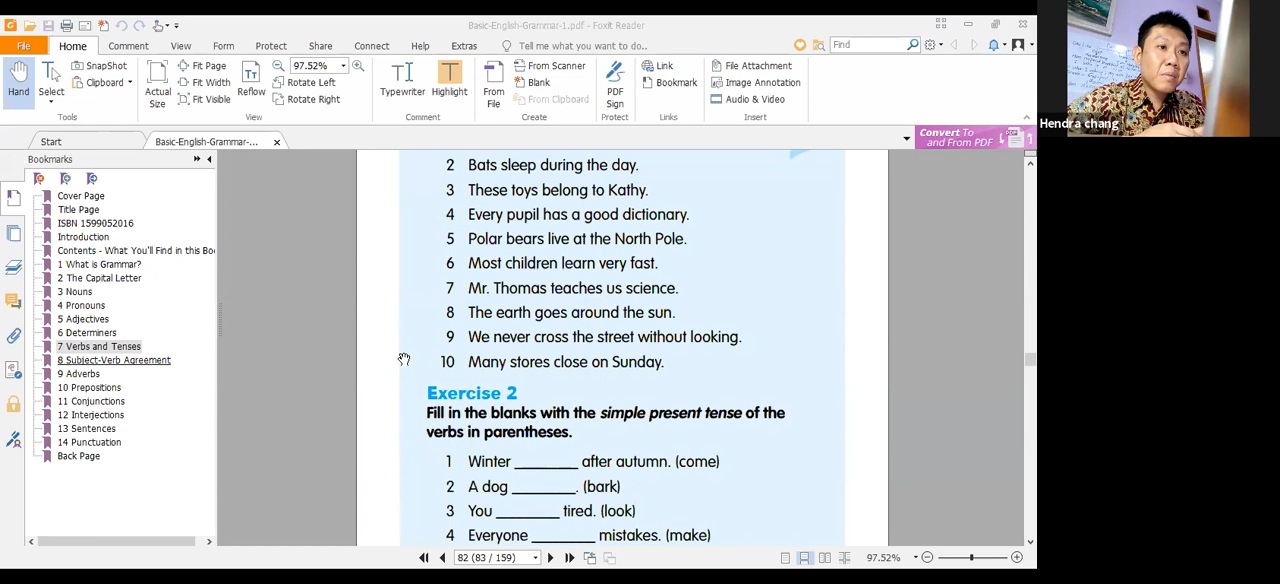 Basic-English-Grammar-1.pdf - Foxit Reader
File Home Comment View Form Protect Share Connect Help Extras Tell me what you want to do.. Find
Hand
Select
SnapShot
Clipboard
Tools
Actual Size
Fit Page
Fit Width
Fit Visible
Reflow
97.52%
Rotate Left
Rotate Right
View
Typewriter
Highlight
Comment
From File
From Scanner
Blank
From Clipboard
Create
PDF Sign
Protect
Link
Bookmark
Links
File Attachment
Image Annotation
Audio & Video
Insert
Hendra chang
Start
Basic-English-Grammar-...
Convert To
and From PDF
Bookmarks
Cover Page
Title Page
ISBN 1599052016
Introduction
Contents - What You'll Find in this Boo
1 What is Grammar?
2 The Capital Letter
3 Nouns
4 Pronouns
5 Adjectives
6 Determiners
7 Verbs and Tenses
8 Subject-Verb Agreement
9 Adverbs
10 Prepositions
11 Conjunctions
12 Interjections
13 Sentences
14 Punctuation
Back Page
2 Bats sleep during the day.
3 These toys belong to Kathy.
4 Every pupil has a good dictionary.
5 Polar bears live at the North Pole.
6 Most children learn very fast.
7 Mr. Thomas teaches us science.
8 The earth goes around the sun.
9 We never cross the street without looking.
10 Many stores close on Sunday.
Exercise 2
Fill in the blanks with the simple present tense of the
verbs in parentheses.
1 Winter ________ after autumn. (come)
2 A dog ________. (bark)
3 You ________ tired. (look)
4 Everyone ________ mistakes. (make)
82 (83 / 159)
97.52%